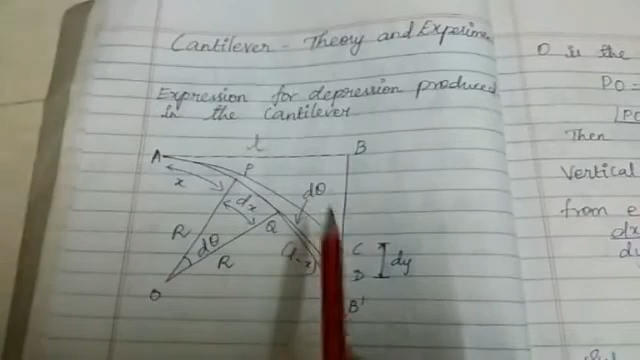 Cantilever - Theory and Experimen
Expression for depression produced
in the cantilever
l
A
B
P
x
dx
dθ
R
Q
dθ
R
(l-x)
C
dy
D
O
B'
O is the
PO =
Then
Vertical
from e
dx